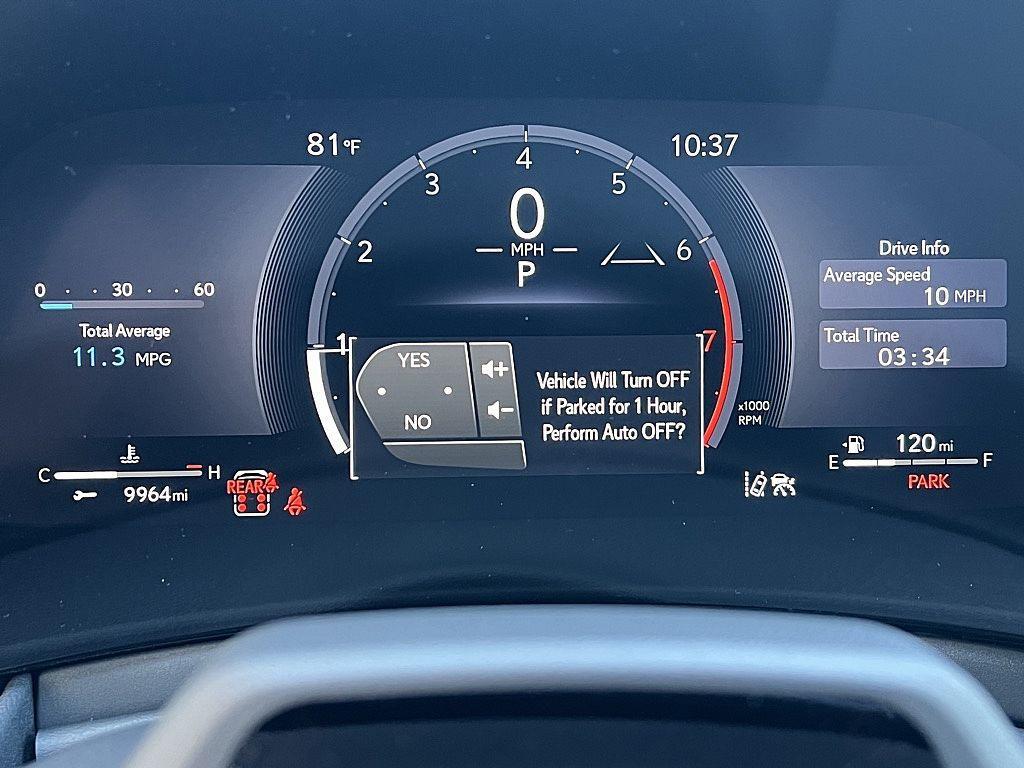 81°F
10:37
1
2
3
4
5
6
7
0
MPH
P
x1000
RPM
0 30 60
Total Average
11.3 MPG
Drive Info
Average Speed
10 MPH
Total Time
03:34
YES
NO
+
-
Vehicle Will Turn OFF
if Parked for 1 Hour,
Perform Auto OFF?
C H
9964mi
REAR
120mi
E F
PARK